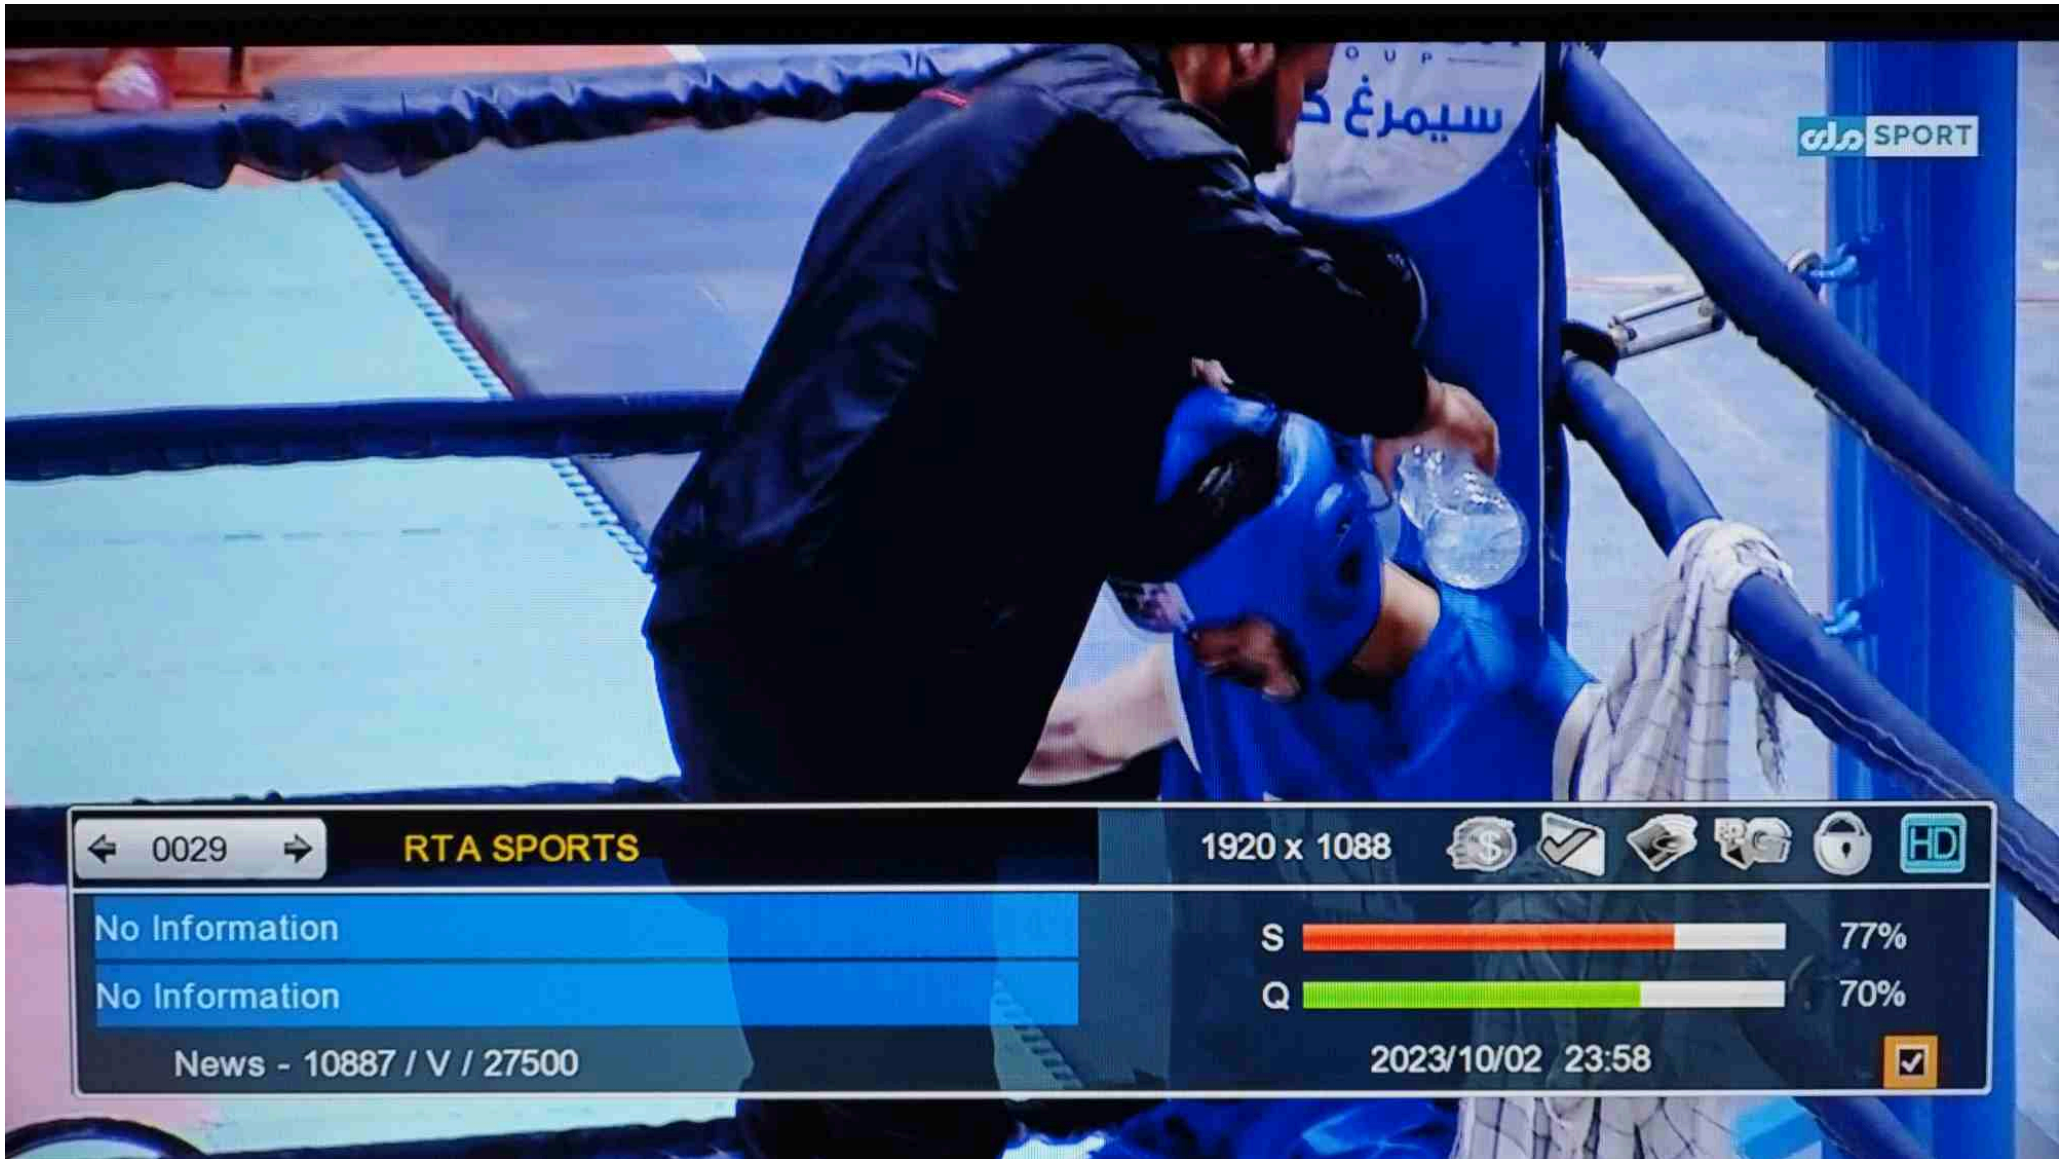 O U P
سیمرغ
ملی SPORT
0029
RTA SPORTS
1920 x 1088
HD
No Information
S 77%
No Information
Q 70%
News - 10887 / V / 27500
2023/10/02 23:58